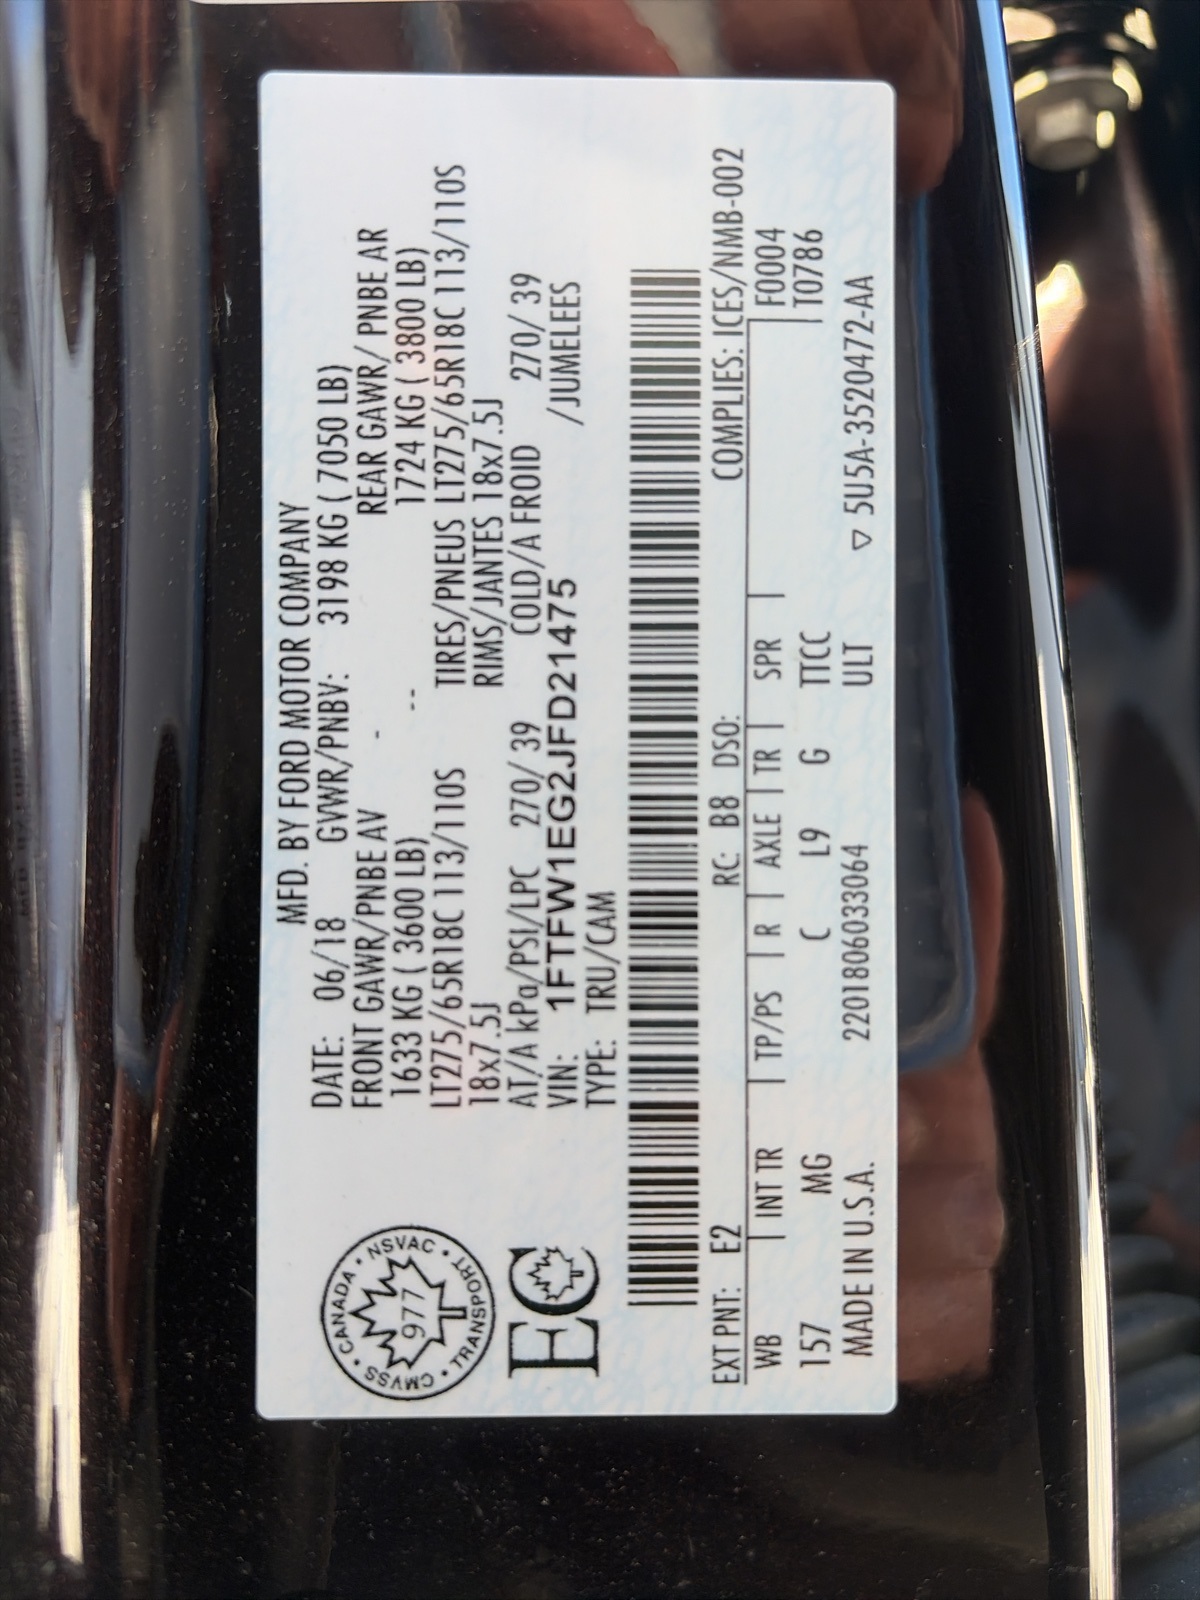 MFD. BY FORD MOTOR COMPANY
DATE: 06/18 GVWR/PNBV: 3198 KG ( 7050 LB)
FRONT GAWR/PNBE AV - REAR GAWR/ PNBE AR
1633 KG ( 3600 LB) -- 1724 KG ( 3800 LB)
LT275/65R18C 113/110S TIRES/PNEUS LT275/65R18C 113/110S
18x7.5J RIMS/JANTES 18x7.5J
AT/A kPa/PSI/LPC 270/ 39 COLD/A FROID 270/ 39
VIN: 1FTFW1EG2JFD21475 /JUMELEES
TYPE: TRU/CAM
CANADA • NSVAC • TRANSPORT • CMVSS •
977
EC
EXT PNT: E2 RC: B8 DSO: COMPLIES: ICES/NMB-002
WB INT TR TP/PS R AXLE TR SPR F0004
157 MG C L9 G TTCC T0786
MADE IN U.S.A. 220180603​3064 ULT ▽ 5U5A-3520472-AA